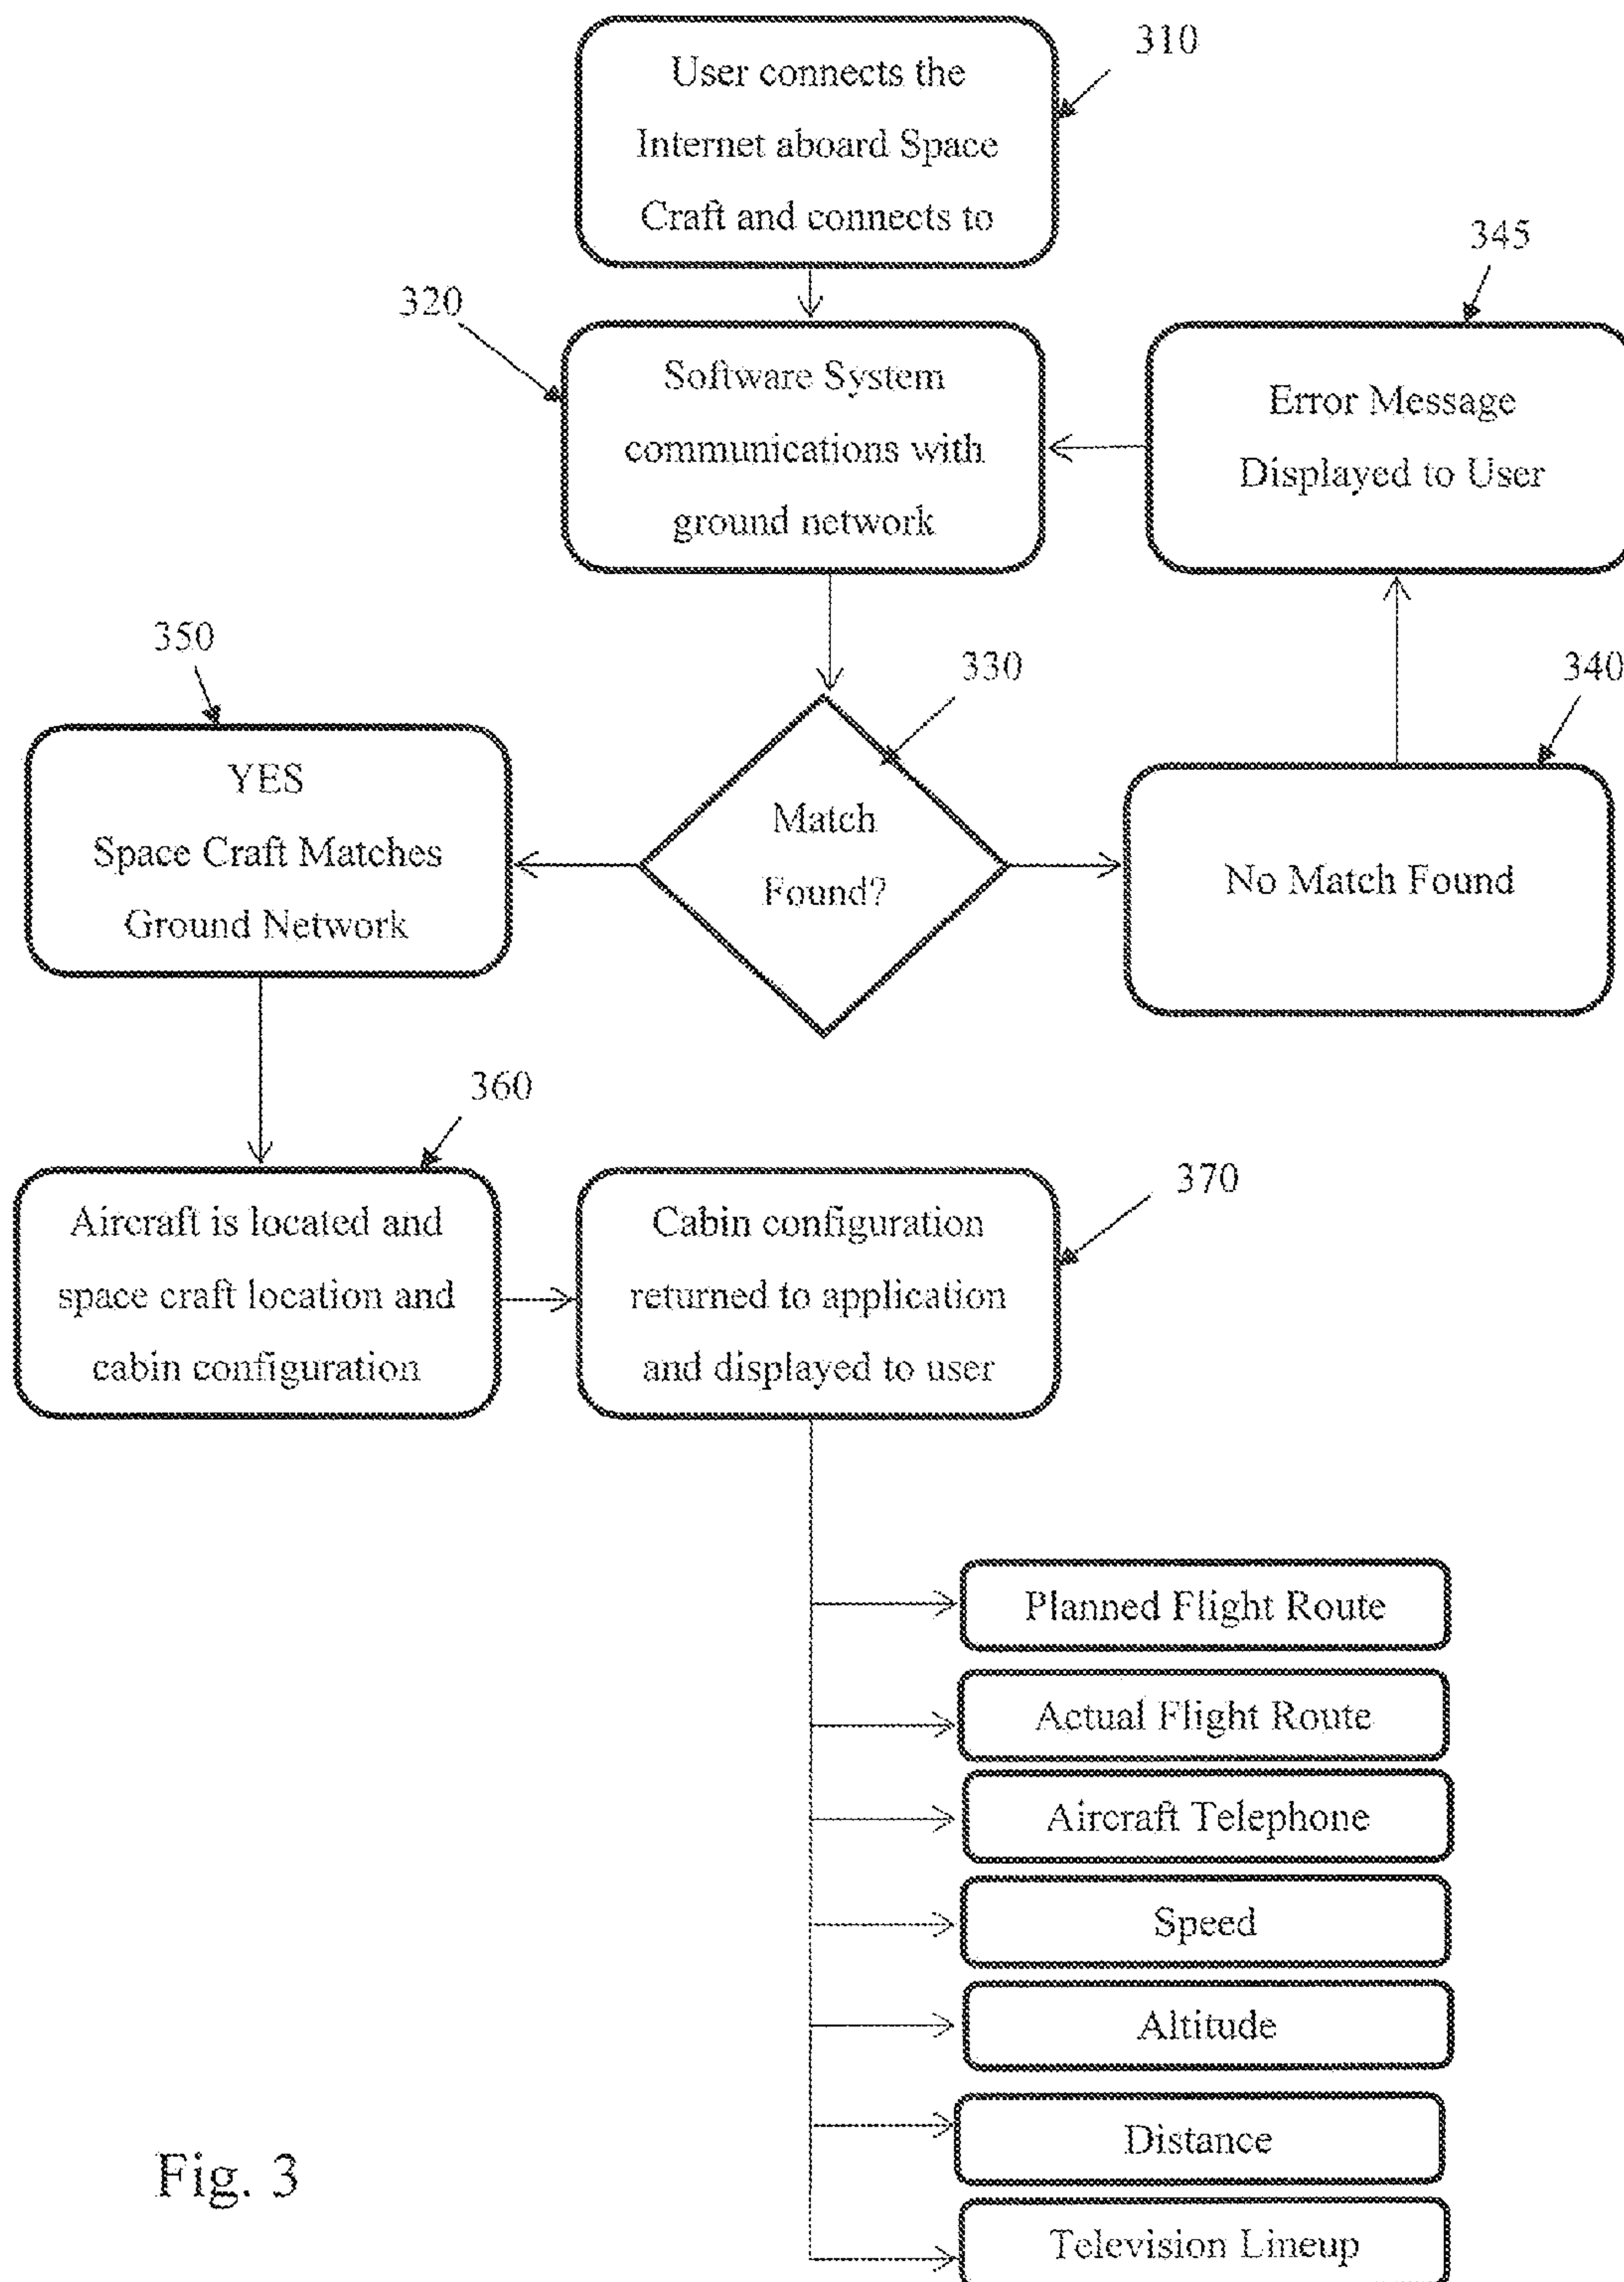 310
User connects the
Internet aboard Space
Craft and connects to
345
320
Software System
communications with
ground network
Error Message
Displayed to User
350
330
340
YES
Space Craft Matches
Ground Network
Match
Found?
No Match Found
360
370
Aircraft is located and
space craft location and
cabin configuration
Cabin configuration
returned to application
and displayed to user
Planned Flight Route
Actual Flight Route
Aircraft Telephone
Speed
Altitude
Distance
Television Lineup
Fig. 3